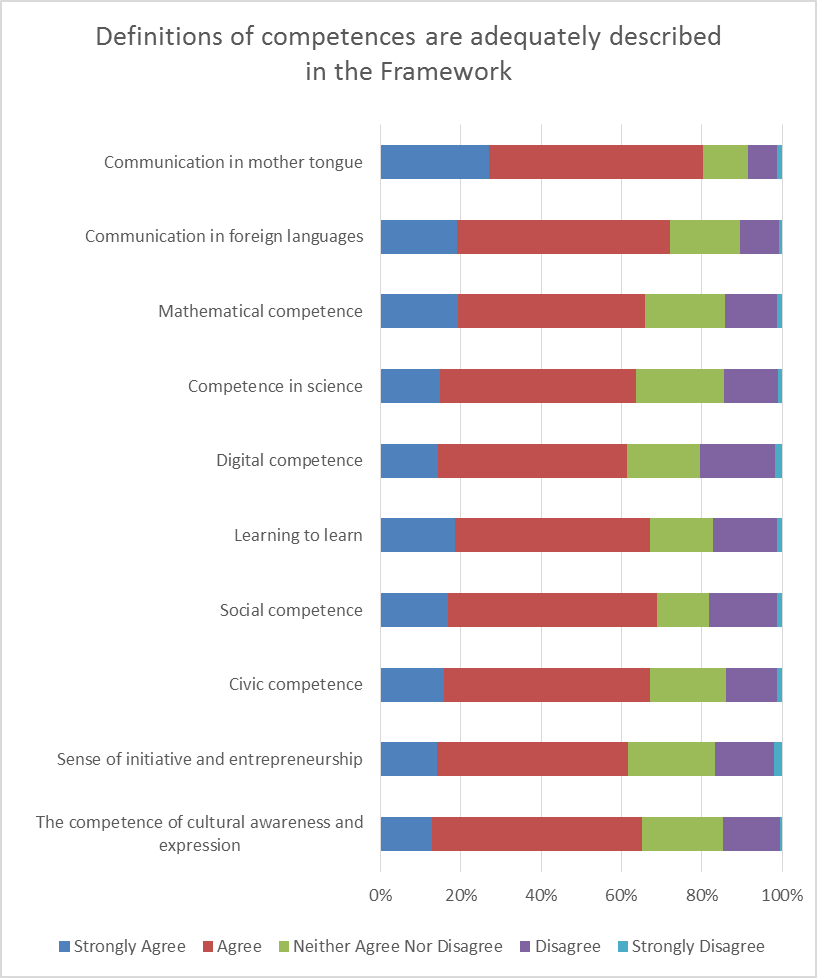 Definitions of competences are adequately described
in the Framework
Communication in mother tongue
Communication in foreign languages
Mathematical competence
Competence in science
Digital competence
Learning to learn
Social competence
Civic competence
Sense of initiative and entrepreneurship
The competence of cultural awareness and
expression
0% 20% 40% 60% 80% 100%
Strongly Agree Agree Neither Agree Nor Disagree Disagree Strongly Disagree